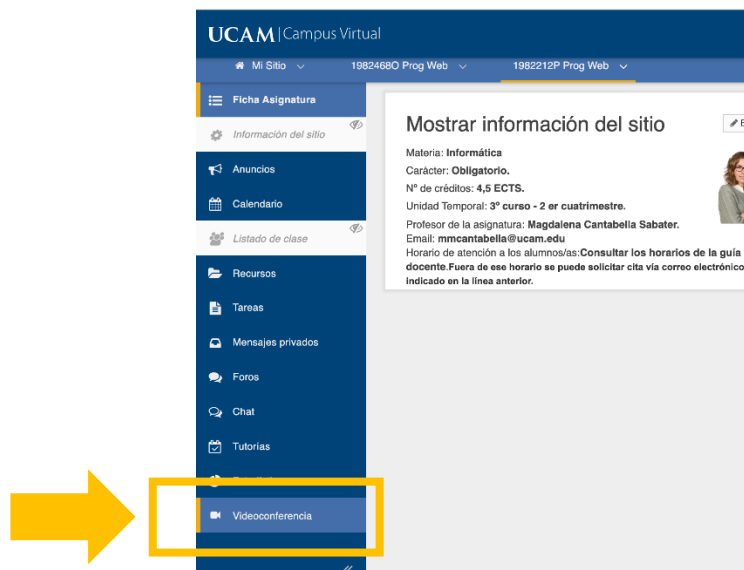 UCAM | Campus Virtual
Mi Sitio
1982468O Prog Web
1982212P Prog Web
Ficha Asignatura
Información del sitio
Anuncios
Calendario
Listado de clase
Recursos
Tareas
Mensajes privados
Foros
Chat
Tutorías
Videoconferencia
Mostrar información del sitio
Materia: Informática
Carácter: Obligatorio.
Nº de créditos: 4,5 ECTS.
Unidad Temporal: 3º curso - 2 er cuatrimestre.
Profesor de la asignatura: Magdalena Cantabella Sabater.
Email: mmcantabella@ucam.edu
Horario de atención a los alumnos/as:Consultar los horarios de la guía
docente.Fuera de ese horario se puede solicitar cita vía correo electrónico
indicado en la línea anterior.